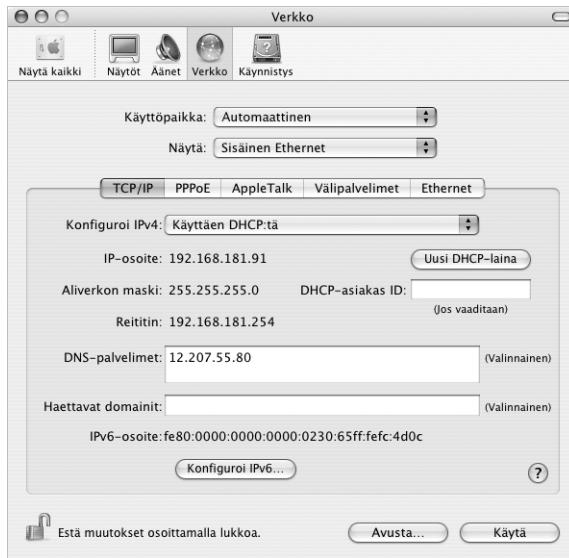 Verkko
Näytä kaikki Näytöt Äänet Verkko Käynnistys
Käyttöpaikka: Automaattinen
Näytä: Sisäinen Ethernet
TCP/IP PPPoE AppleTalk Välipalvelimet Ethernet
Konfiguroi IPv4: Käyttäen DHCP:tä
IP-osoite: 192.168.181.91 Uusi DHCP-laina
Aliverkon maski: 255.255.255.0 DHCP-asiakas ID:
(Jos vaaditaan)
Reititin: 192.168.181.254
DNS-palvelimet: 12.207.55.80 (Valinnainen)
Haettavat domainit: (Valinnainen)
IPv6-osoite: fe80:0000:0000:0000:0230:65ff:fefc:4d0c
Konfiguroi IPv6... ?
Estä muutokset osoittamalla lukkoa. Avusta... Käytä